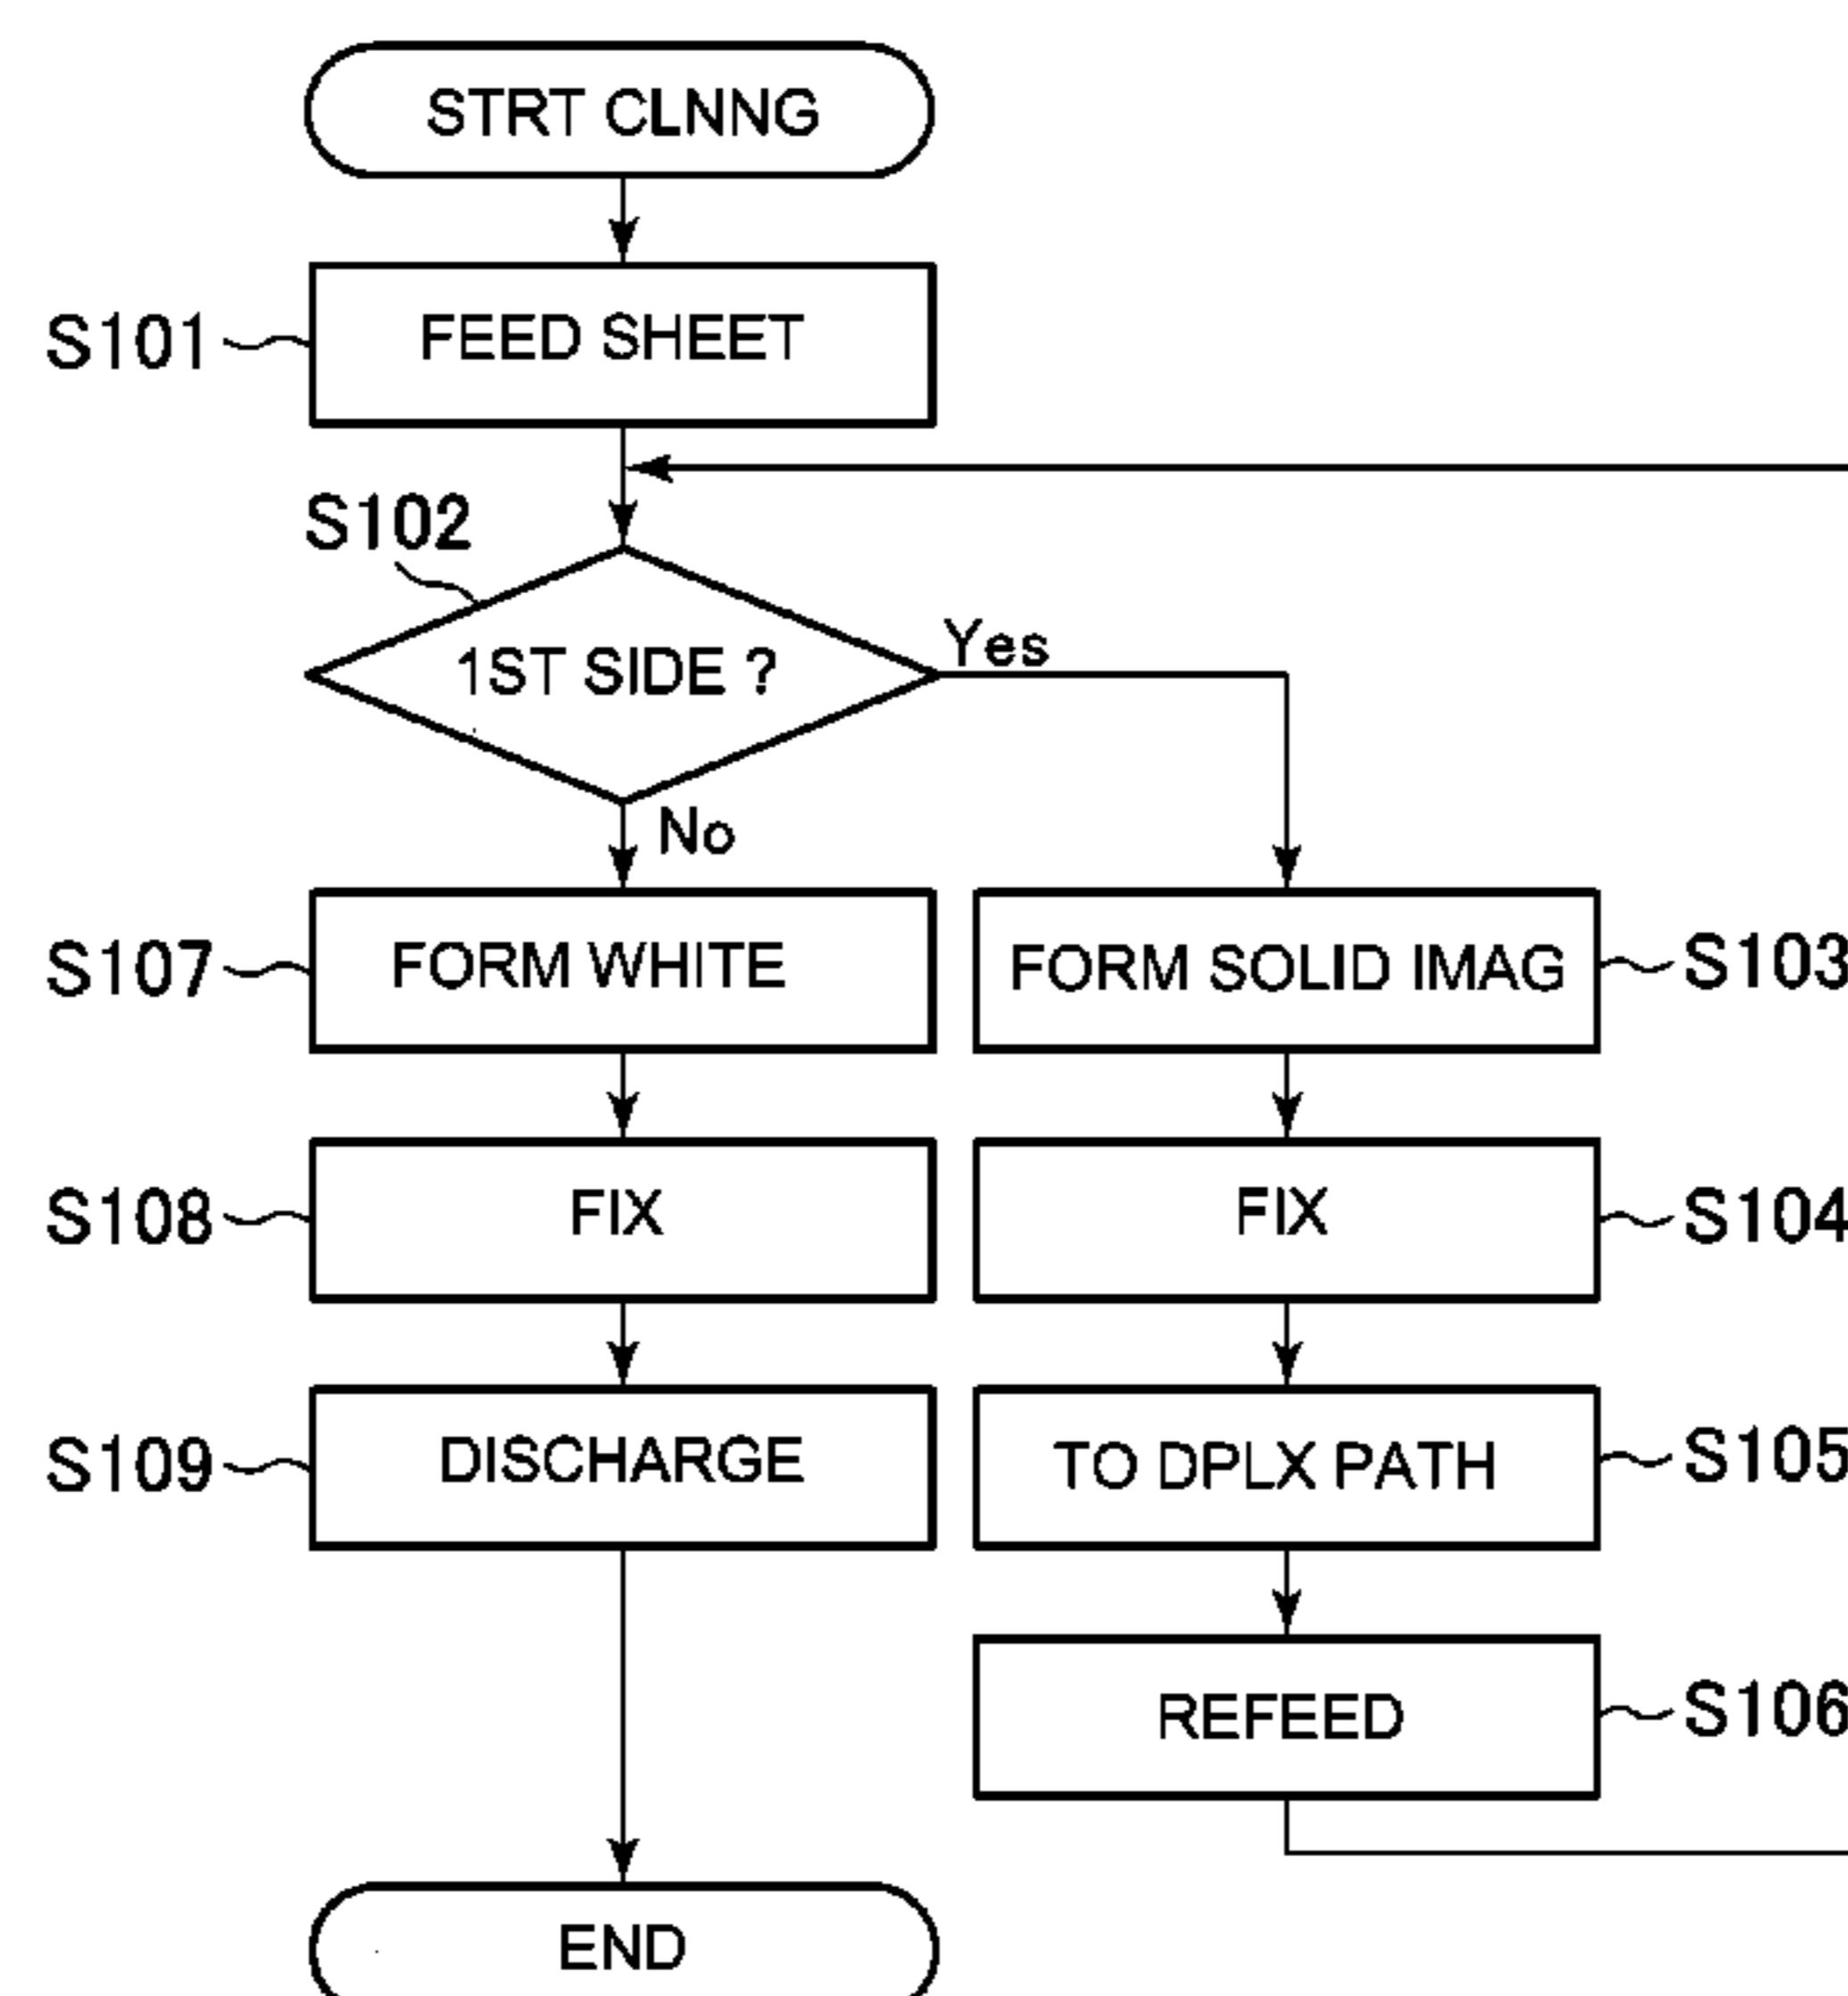 STRT CLNNG
S101
FEED SHEET
S102
1ST SIDE ?
Yes
No
S107
FORM WHITE
FORM SOLID IMAG
S103
S108
FIX
FIX
S104
S109
DISCHARGE
TO DPLX PATH
S105
REFEED
S106
END